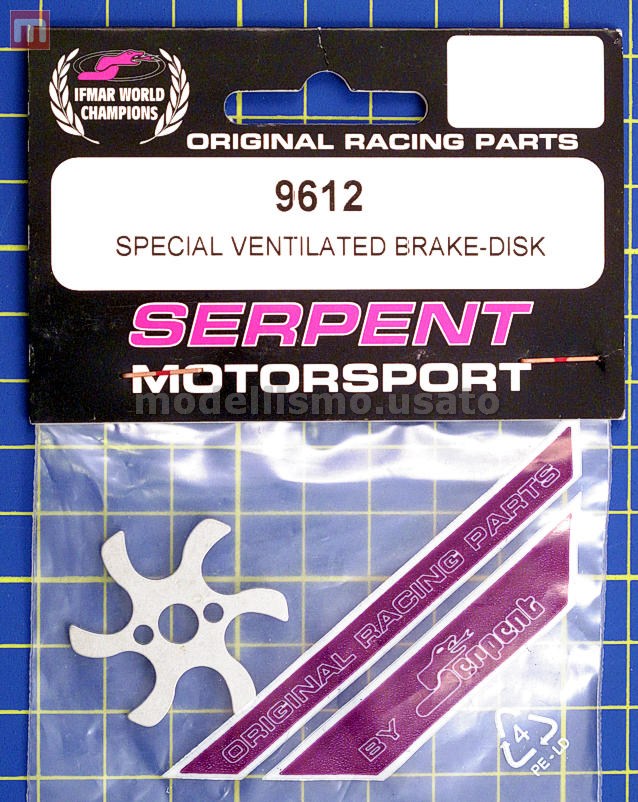 m
IFMAR WORLD
CHAMPIONS
ORIGINAL RACING PARTS
9612
SPECIAL VENTILATED BRAKE-DISK
SERPENT
MOTORSPORT
modellismo.usato
ORIGINAL RACING PARTS
BY Serpent
4
PE-LD